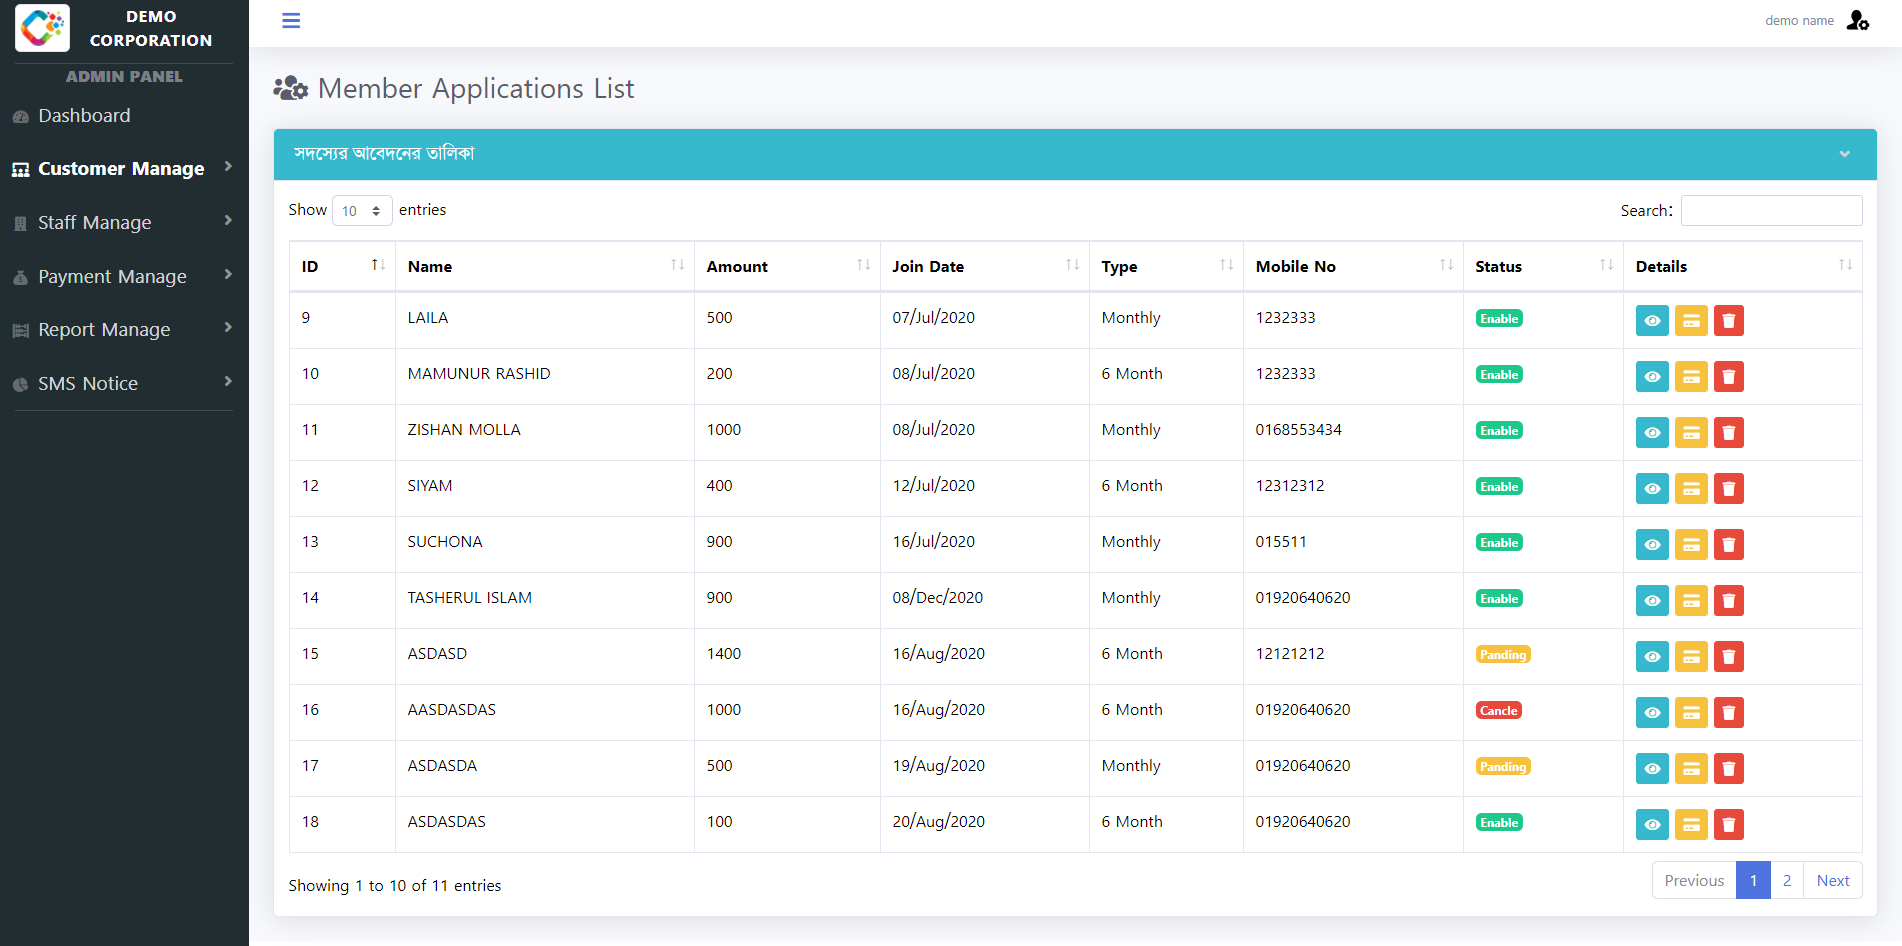 DEMO
CORPORATION
demo name
ADMIN PANEL
Dashboard
Customer Manage
Staff Manage
Payment Manage
Report Manage
SMS Notice
Member Applications List
সদস্যের আবেদনের তালিকা
Show 10 entries Search:
ID Name Amount Join Date Type Mobile No Status Details
9 LAILA 500 07/Jul/2020 Monthly 1232333 Enable
10 MAMUNUR RASHID 200 08/Jul/2020 6 Month 1232333 Enable
11 ZISHAN MOLLA 1000 08/Jul/2020 Monthly 0168553434 Enable
12 SIYAM 400 12/Jul/2020 6 Month 12312312 Enable
13 SUCHONA 900 16/Jul/2020 Monthly 015511 Enable
14 TASHERUL ISLAM 900 08/Dec/2020 Monthly 01920640620 Enable
15 ASDASD 1400 16/Aug/2020 6 Month 12121212 Panding
16 AASDASDAS 1000 16/Aug/2020 6 Month 01920640620 Cancle
17 ASDASDA 500 19/Aug/2020 Monthly 01920640620 Panding
18 ASDASDAS 100 20/Aug/2020 6 Month 01920640620 Enable
Showing 1 to 10 of 11 entries Previous 1 2 Next